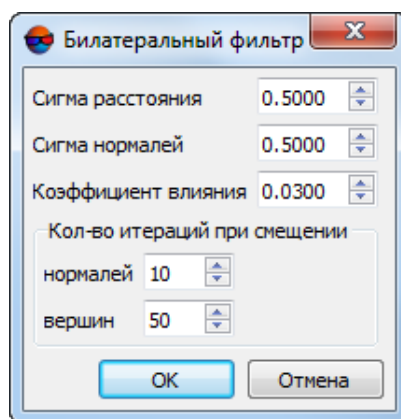 Билатеральный фильтр
Сигма расстояния 0.5000
Сигма нормалей 0.5000
Коэффициент влияния 0.0300
Кол-во итераций при смещении
нормалей 10
вершин 50
OK Отмена